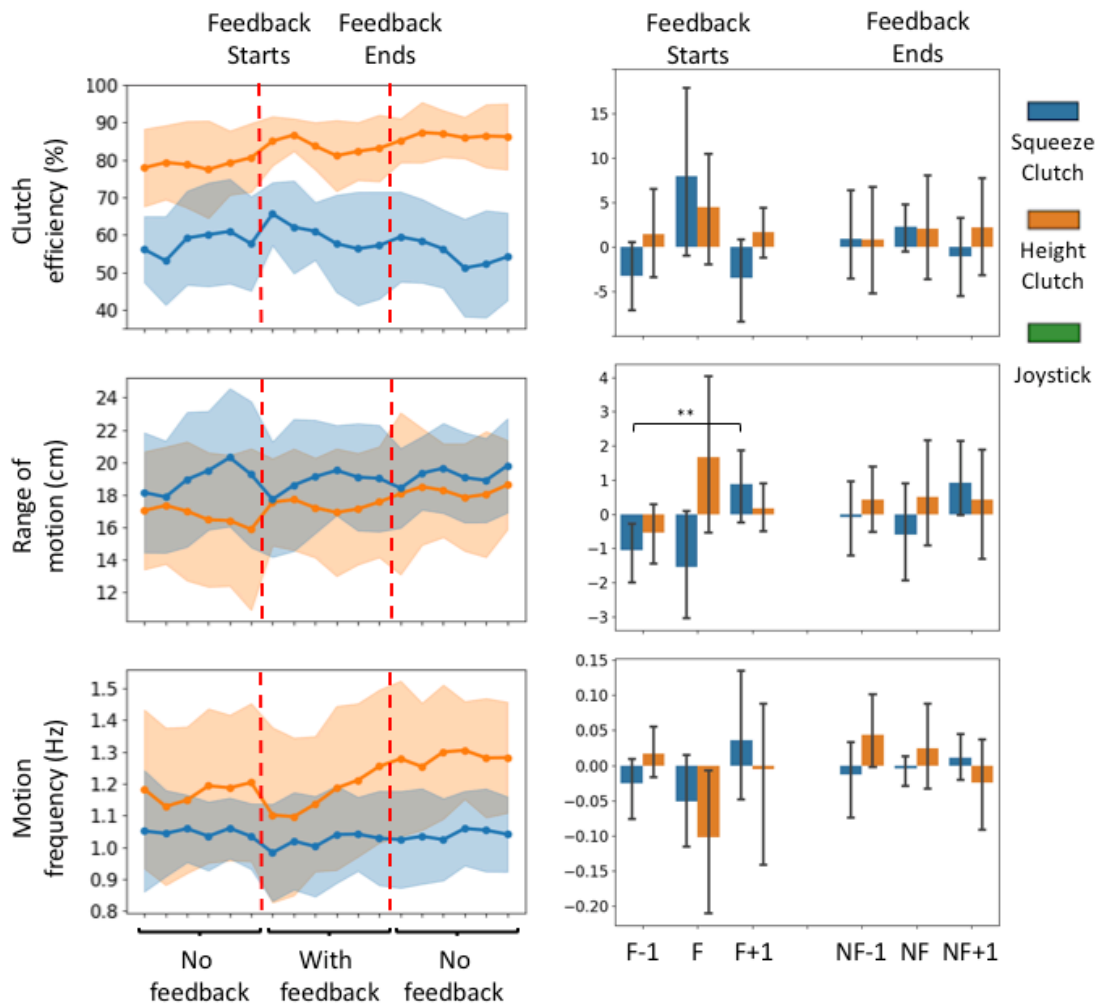 Feedback Starts
Feedback Ends
Feedback Starts
Feedback Ends
Clutch efficiency (%)
100
90
80
70
60
50
40
15
10
5
0
-5
Squeeze Clutch
Height Clutch
Joystick
Range of motion (cm)
24
22
20
18
16
14
12
4
3
2
1
0
−1
−2
−3
**
Motion frequency (Hz)
1.5
1.4
1.3
1.2
1.1
1.0
0.9
0.8
0.15
0.10
0.05
0.00
−0.05
−0.10
−0.15
−0.20
No feedback
With feedback
No feedback
F-1
F
F+1
NF-1
NF
NF+1